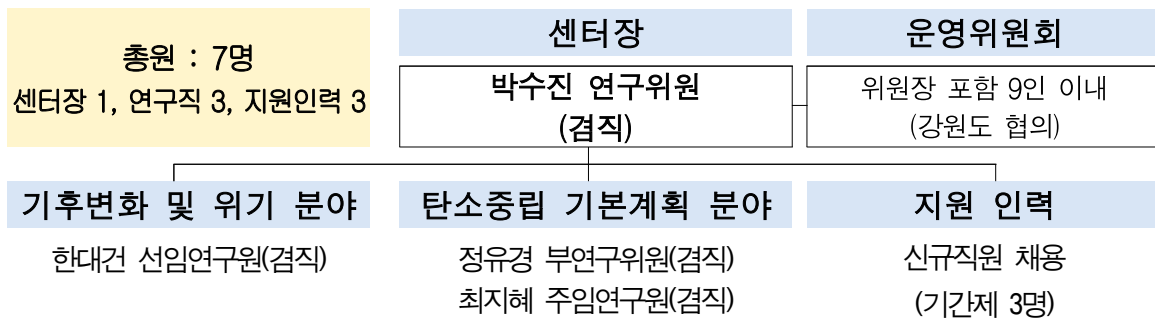 총원 : 7명
센터장 1, 연구직 3, 지원인력 3
센터장
박수진 연구위원
(겸직)
운영위원회
위원장 포함 9인 이내
(강원도 협의)
기후변화 및 위기 분야
한대건 선임연구원(겸직)
탄소중립 기본계획 분야
정유경 부연구위원(겸직)
최지혜 주임연구원(겸직)
지원 인력
신규직원 채용
(기간제 3명)